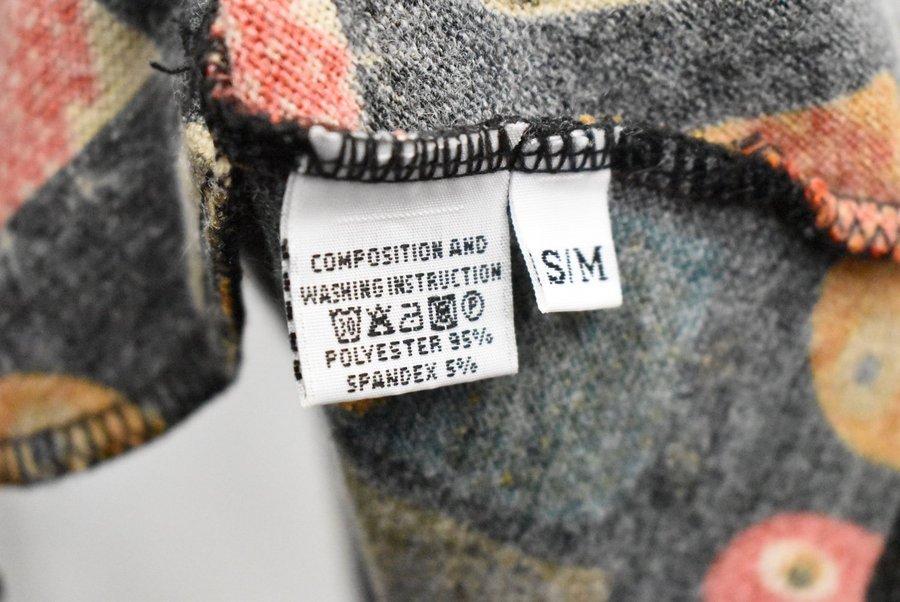 COMPOSITION AND
WASHING INSTRUCTION
POLYESTER 95%
SPANDEX 5%
S/M